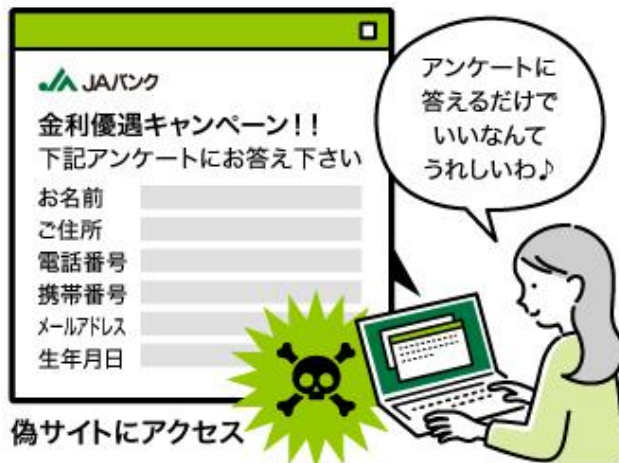 JAバンク
金利優遇キャンペーン！！
下記アンケートにお答え下さい
お名前
ご住所
電話番号
携帯番号
メールアドレス
生年月日
アンケートに
答えるだけで
いいなんて
うれしいわ♪
偽サイトにアクセス